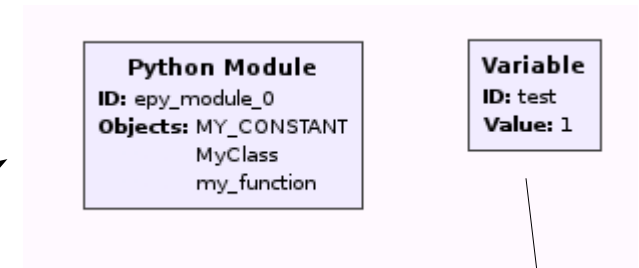 Python Module
ID: epy_module_0
Objects: MY_CONSTANT
MyClass
my_function
Variable
ID: test
Value: 1